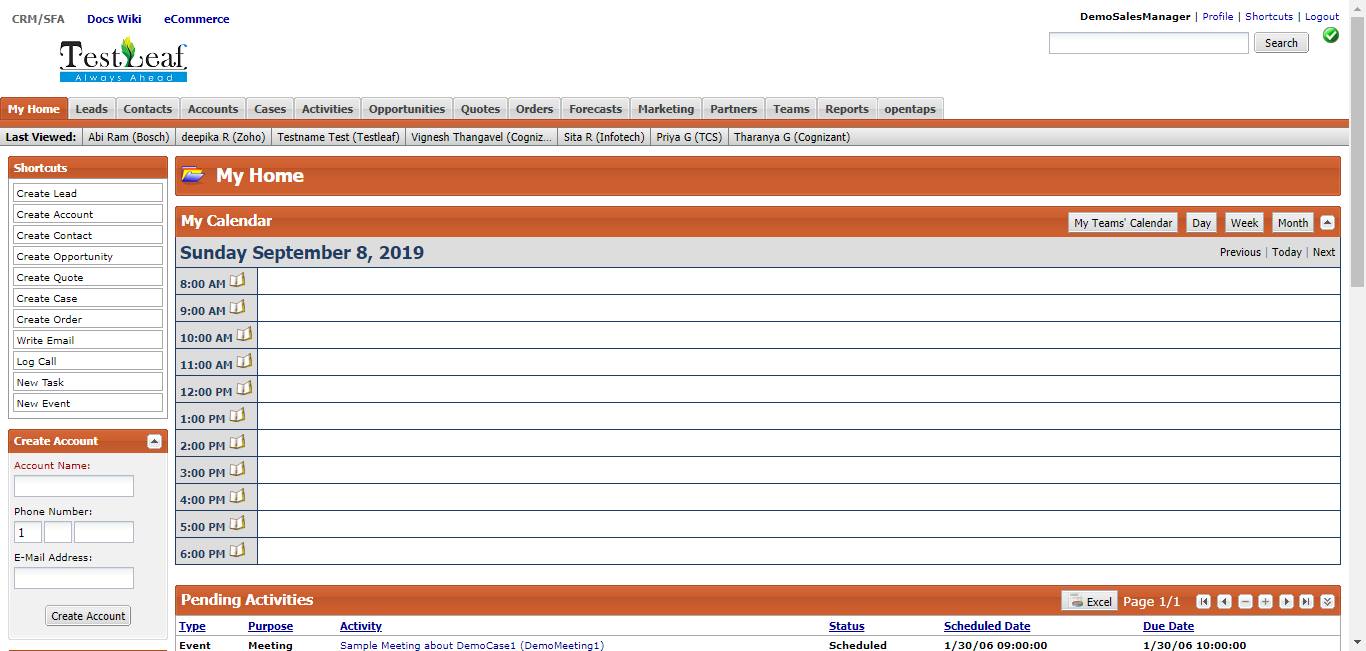 CRM/SFA Docs Wiki eCommerce
DemoSalesManager | Profile | Shortcuts | Logout
TestLeaf
Always Ahead
Search
My Home Leads Contacts Accounts Cases Activities Opportunities Quotes Orders Forecasts Marketing Partners Teams Reports opentaps
Last Viewed: Abi Ram (Bosch) deepika R (Zoho) Testname Test (Testleaf) Vignesh Thangavel (Cogniz... Sita R (Infotech) Priya G (TCS) Tharanya G (Cognizant)
Shortcuts
Create Lead
Create Account
Create Contact
Create Opportunity
Create Quote
Create Case
Create Order
Write Email
Log Call
New Task
New Event
Create Account
Account Name:
Phone Number:
1
E-Mail Address:
Create Account
My Home
My Calendar My Teams' Calendar Day Week Month
Sunday September 8, 2019 Previous | Today | Next
8:00 AM
9:00 AM
10:00 AM
11:00 AM
12:00 PM
1:00 PM
2:00 PM
3:00 PM
4:00 PM
5:00 PM
6:00 PM
Pending Activities Excel Page 1/1
Type Purpose Activity Status Scheduled Date Due Date
Event Meeting Sample Meeting about DemoCase1 (DemoMeeting1) Scheduled 1/30/06 09:00:00 1/30/06 10:00:00